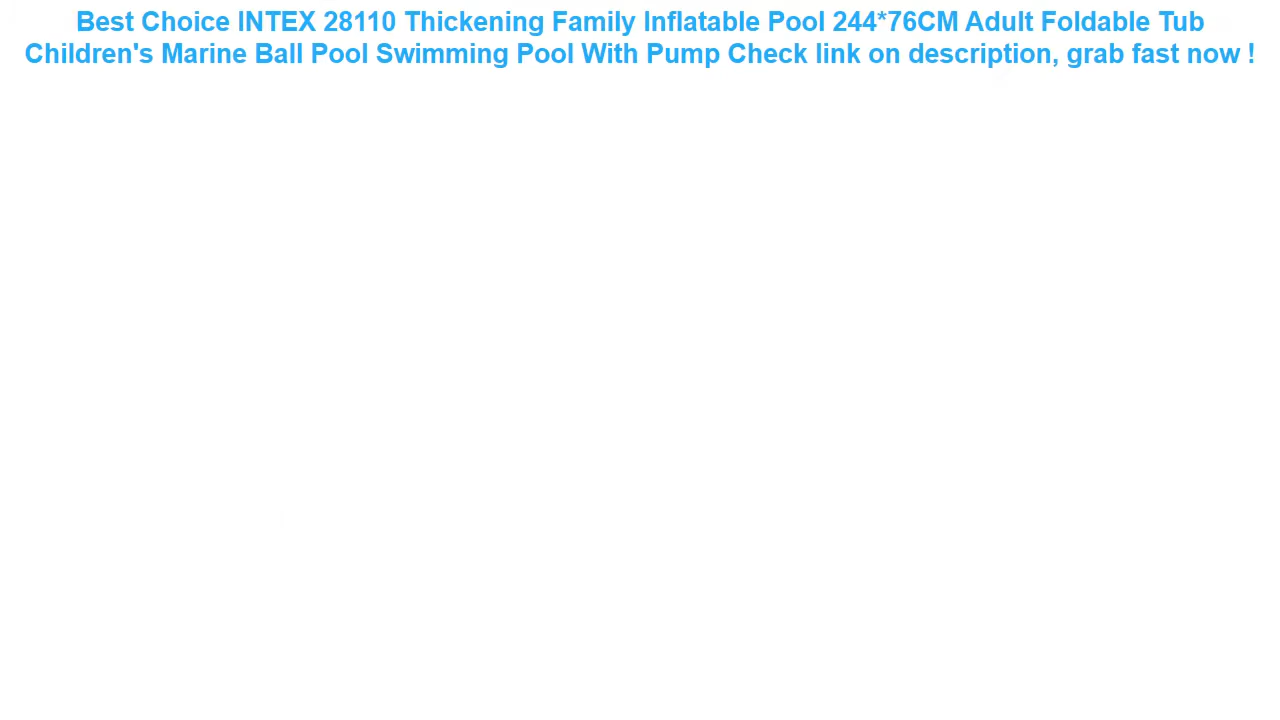 Best Choice INTEX 28110 Thickening Family Inflatable Pool 244*76CM Adult Foldable Tub
Children's Marine Ball Pool Swimming Pool With Pump Check link on description, grab fast now !